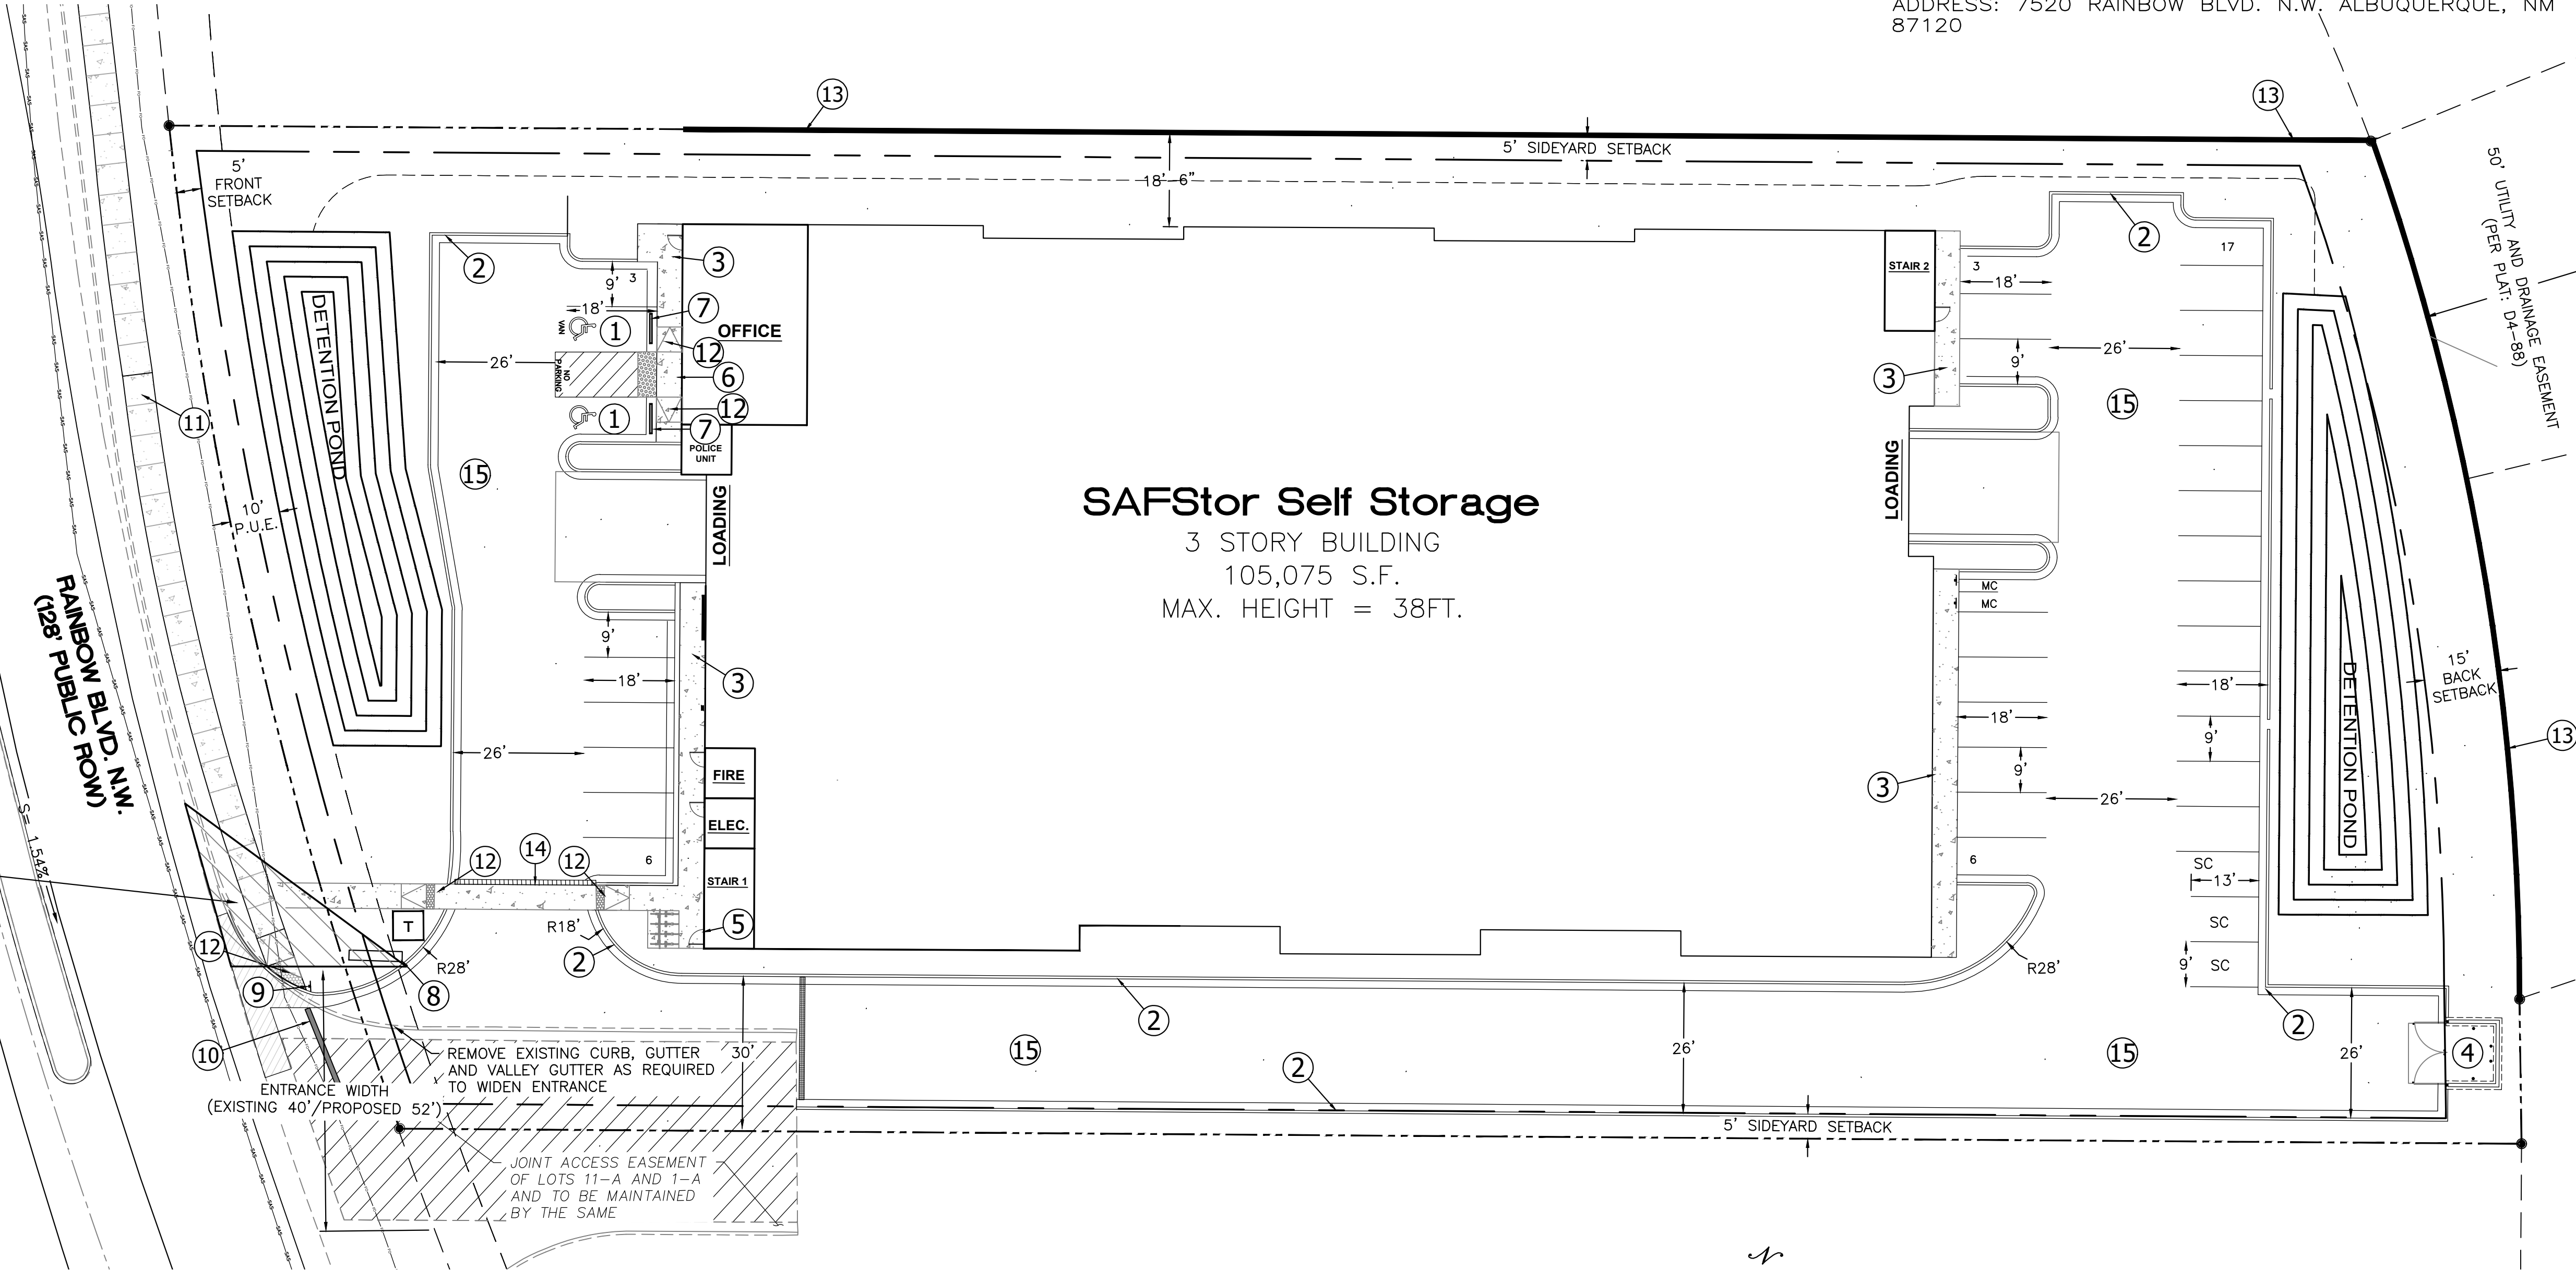 ADDRESS: 7520 RAINBOW BLVD. N.W. ALBUQUERQUE, NM
87120
13
13
5' SIDEYARD SETBACK
18'-6"
5'
FRONT
SETBACK
50' UTILITY AND DRAINAGE EASEMENT
(PER PLAT: D4-88)
2
3
9'
3
18'
7
VAN
1
OFFICE
12
26'
NO
PARKING
6
12
1
7
POLICE
UNIT
11
15
DETENTION POND
10'
P.U.E.
LOADING
STAIR 2
3
18'
2
17
9'
26'
3
15
LOADING
SAFStor Self Storage
3 STORY BUILDING
105,075 S.F.
MAX. HEIGHT = 38FT.
MC
MC
9'
18'
3
RAINBOW BLVD. N.W.
(128' PUBLIC ROW)
S= 1.54%
26'
FIRE
ELEC.
STAIR 1
5
6
12
14
12
18'
9'
3
26'
6
18'
9'
15'
BACK
SETBACK
DETENTION POND
13
SC
13'
SC
9'
SC
T
R18'
2
R28'
12
9
8
10
R28'
2
REMOVE EXISTING CURB, GUTTER
AND VALLEY GUTTER AS REQUIRED
TO WIDEN ENTRANCE
30'
ENTRANCE WIDTH
(EXISTING 40'/PROPOSED 52')
15
2
2
26'
15
26'
4
5' SIDEYARD SETBACK
JOINT ACCESS EASEMENT
OF LOTS 11-A AND 1-A
AND TO BE MAINTAINED
BY THE SAME
N
SAS